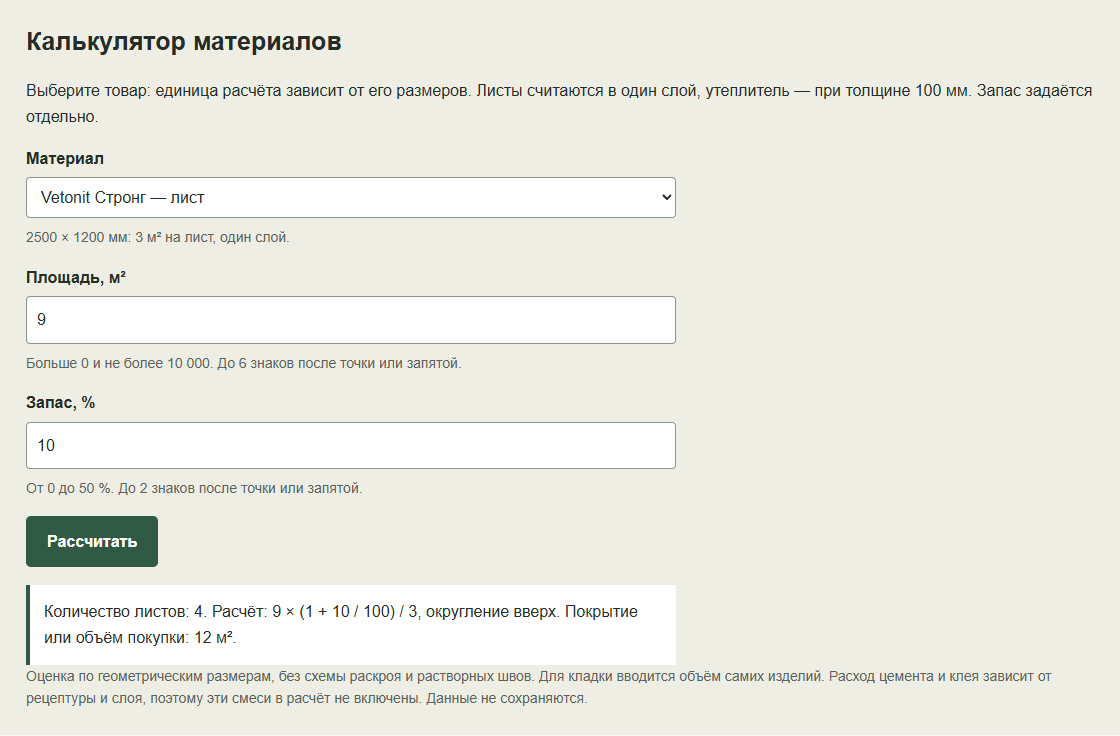 Калькулятор материалов
Выберите товар: единица расчёта зависит от его размеров. Листы считаются в один слой, утеплитель — при толщине 100 мм. Запас задаётся
отдельно.
Материал
Vetonit Стронг — лист
2500 × 1200 мм: 3 м² на лист, один слой.
Площадь, м²
9
Больше 0 и не более 10 000. До 6 знаков после точки или запятой.
Запас, %
10
От 0 до 50 %. До 2 знаков после точки или запятой.
Рассчитать
Количество листов: 4. Расчёт: 9 × (1 + 10 / 100) / 3, округление вверх. Покрытие
или объём покупки: 12 м².
Оценка по геометрическим размерам, без схемы раскроя и растворных швов. Для кладки вводится объём самих изделий. Расход цемента и клея зависит от
рецептуры и слоя, поэтому эти смеси в расчёт не включены. Данные не сохраняются.